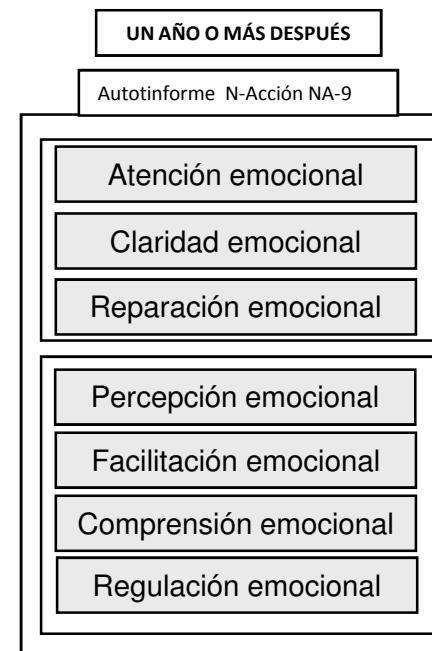 UN AÑO O MÁS DESPUÉS
Autotinforme N-Acción NA-9
Atención emocional
Claridad emocional
Reparación emocional
Percepción emocional
Facilitación emocional
Comprensión emocional
Regulación emocional